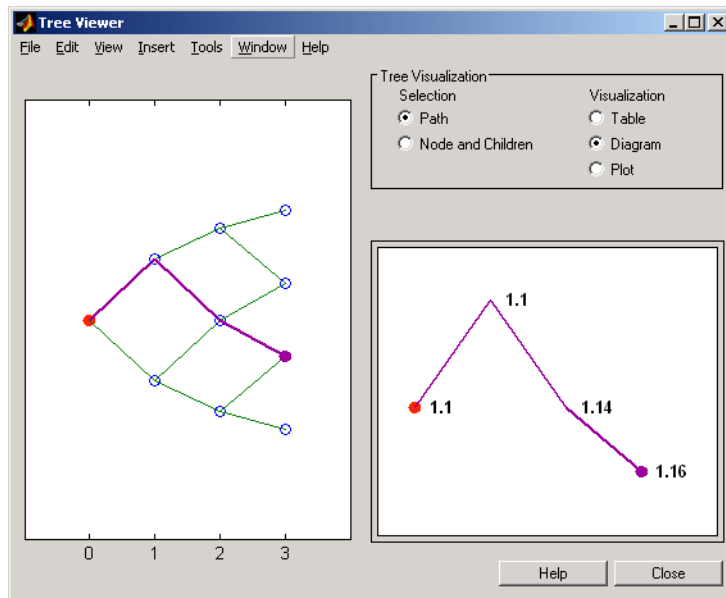 Tree Viewer
File Edit View Insert Tools Window Help
Tree Visualization
Selection Visualization
Path Table
Node and Children Diagram
Plot
1.1
1.1 1.14
1.16
0 1 2 3
Help Close